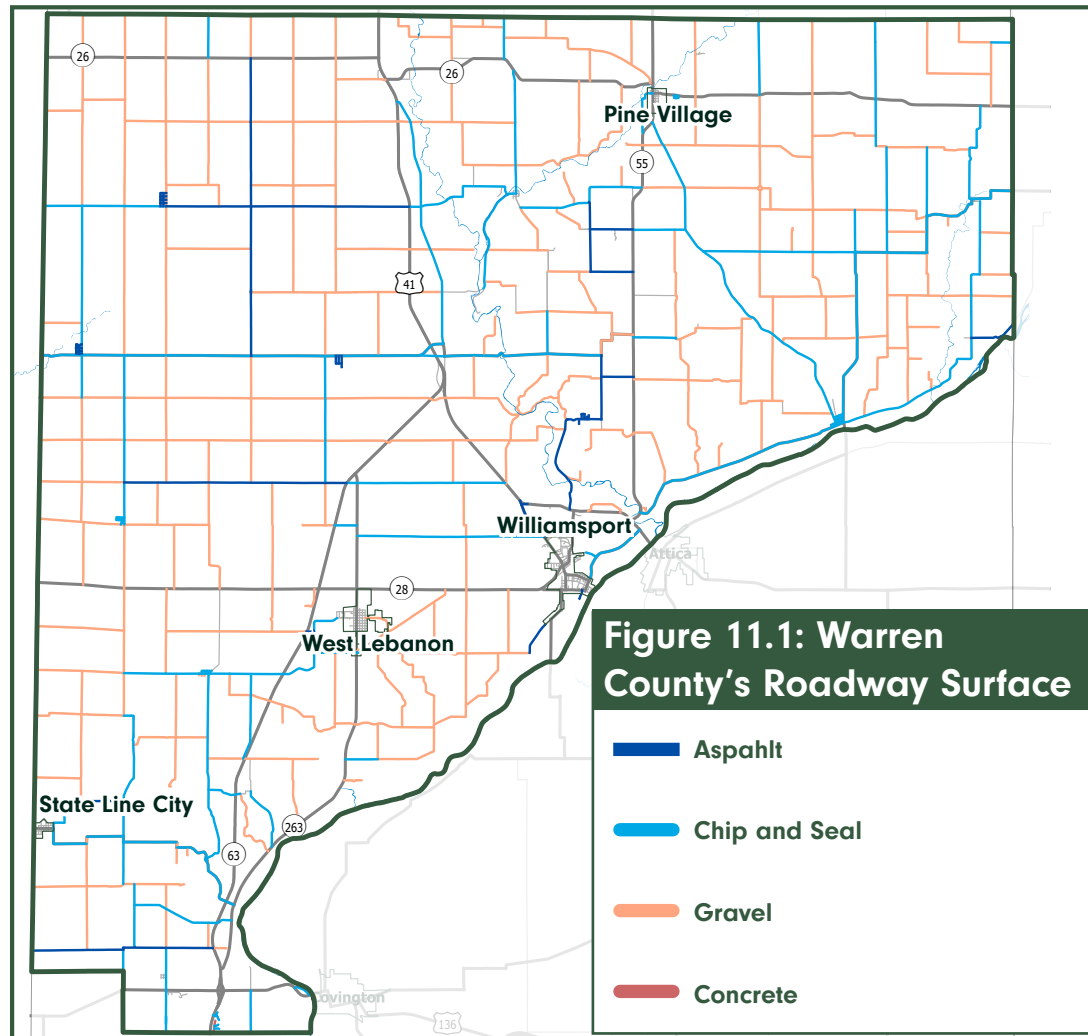 26
26
Pine Village
55
41
Williamsport
Attica
28
West Lebanon
Figure 11.1: Warren
County's Roadway Surface
Aspahlt
State Line City
Chip and Seal
263
63
Gravel
Concrete
Covington
136